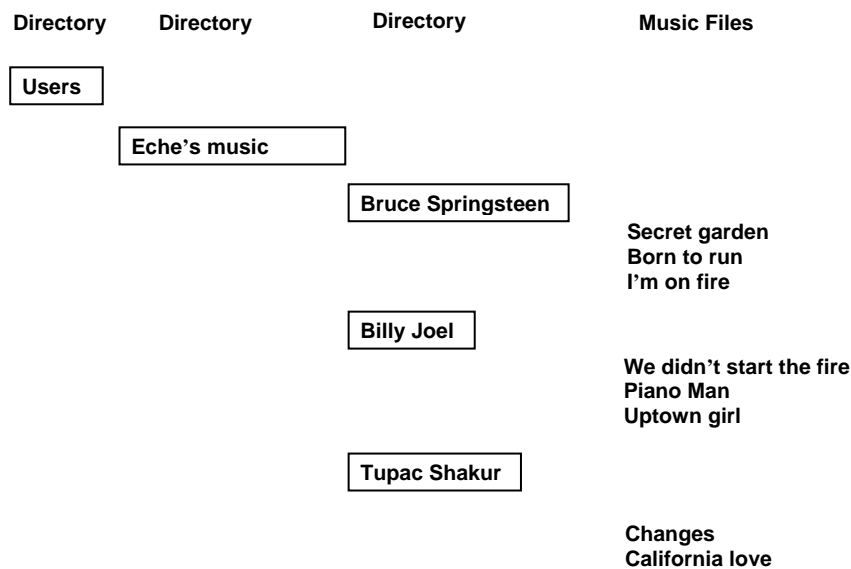 Directory Directory Directory Music Files
Users
Eche’s music
Bruce Springsteen
Secret garden
Born to run
I’m on fire
Billy Joel
We didn’t start the fire
Piano Man
Uptown girl
Tupac Shakur
Changes
California love